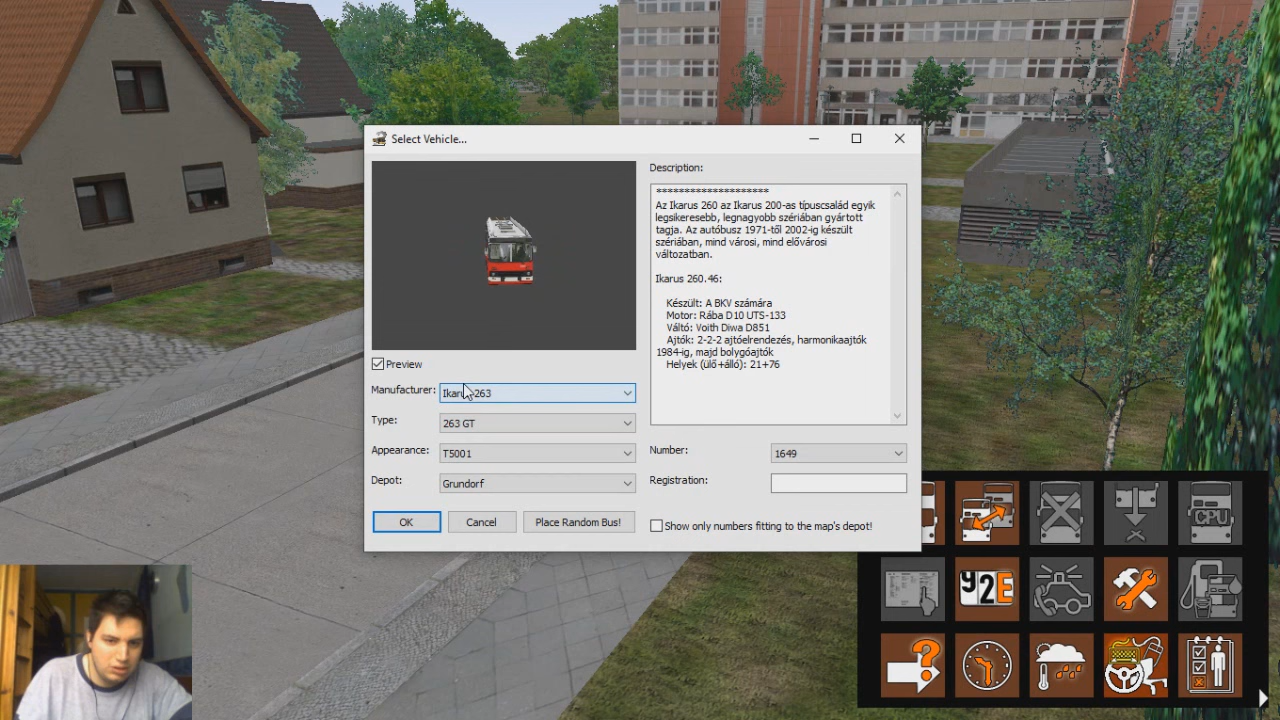 Select Vehicle...
Description:
********************
Az Ikarus 260 az Ikarus 200-as típuscsalád egyik
legsikeresebb, legnagyobb szériában gyártott
tagja. Az autóbusz 1971-től 2002-ig készült
szériában, mind városi, mind elővárosi
változatban.
Ikarus 260.46:
Készült: A BKV számára
Motor: Rába D10 UTS-133
Váltó: Voith Diwa D851
Ajtók: 2-2-2 ajtóelrendezés, harmonikaajtók
1984-ig, majd bolygóajtók
Helyek (ülő+álló): 21+76
Preview
Manufacturer:
263
Type:
263 GT
Appearance:
T5001
Number:
1649
Depot:
Grundorf
Registration:
OK
Cancel
Place Random Bus!
Show only numbers fitting to the map's depot!
CPU
92E